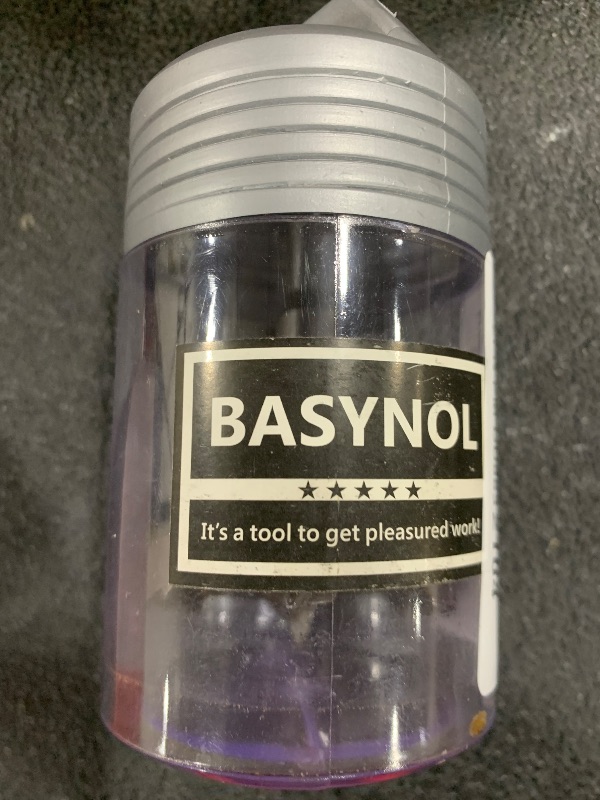 BASYNOL
★★★★★
It's a tool to get pleasured work!